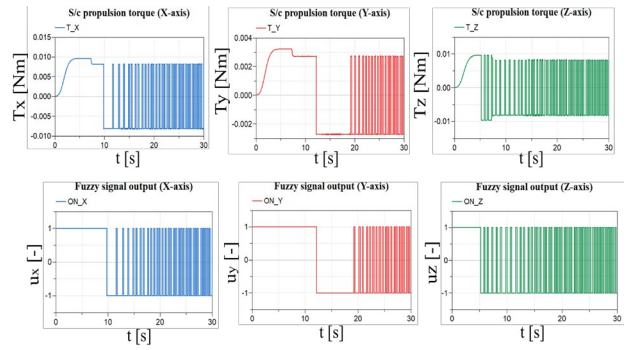 S/c propulsion torque (X-axis)
T_X
0.015
0.010
0.005
0.000
-0.005
-0.010
0
10
20
30
Tx [Nm]
t [s]
S/c propulsion torque (Y-axis)
T_Y
0.004
0.002
0.000
-0.002
0
10
20
30
Ty [Nm]
t [s]
S/c propulsion torque (Z-axis)
T_Z
0.01
0.00
-0.01
0
10
20
30
Tz [Nm]
t [s]
Fuzzy signal output (X-axis)
ON_X
1
0
-1
0
10
20
30
ux [-]
t [s]
Fuzzy signal output (Y-axis)
ON_Y
1
0
-1
0
10
20
30
uy [-]
t [s]
Fuzzy signal output (Z-axis)
ON_Z
1
0
-1
0
10
20
30
uz [-]
t [s]